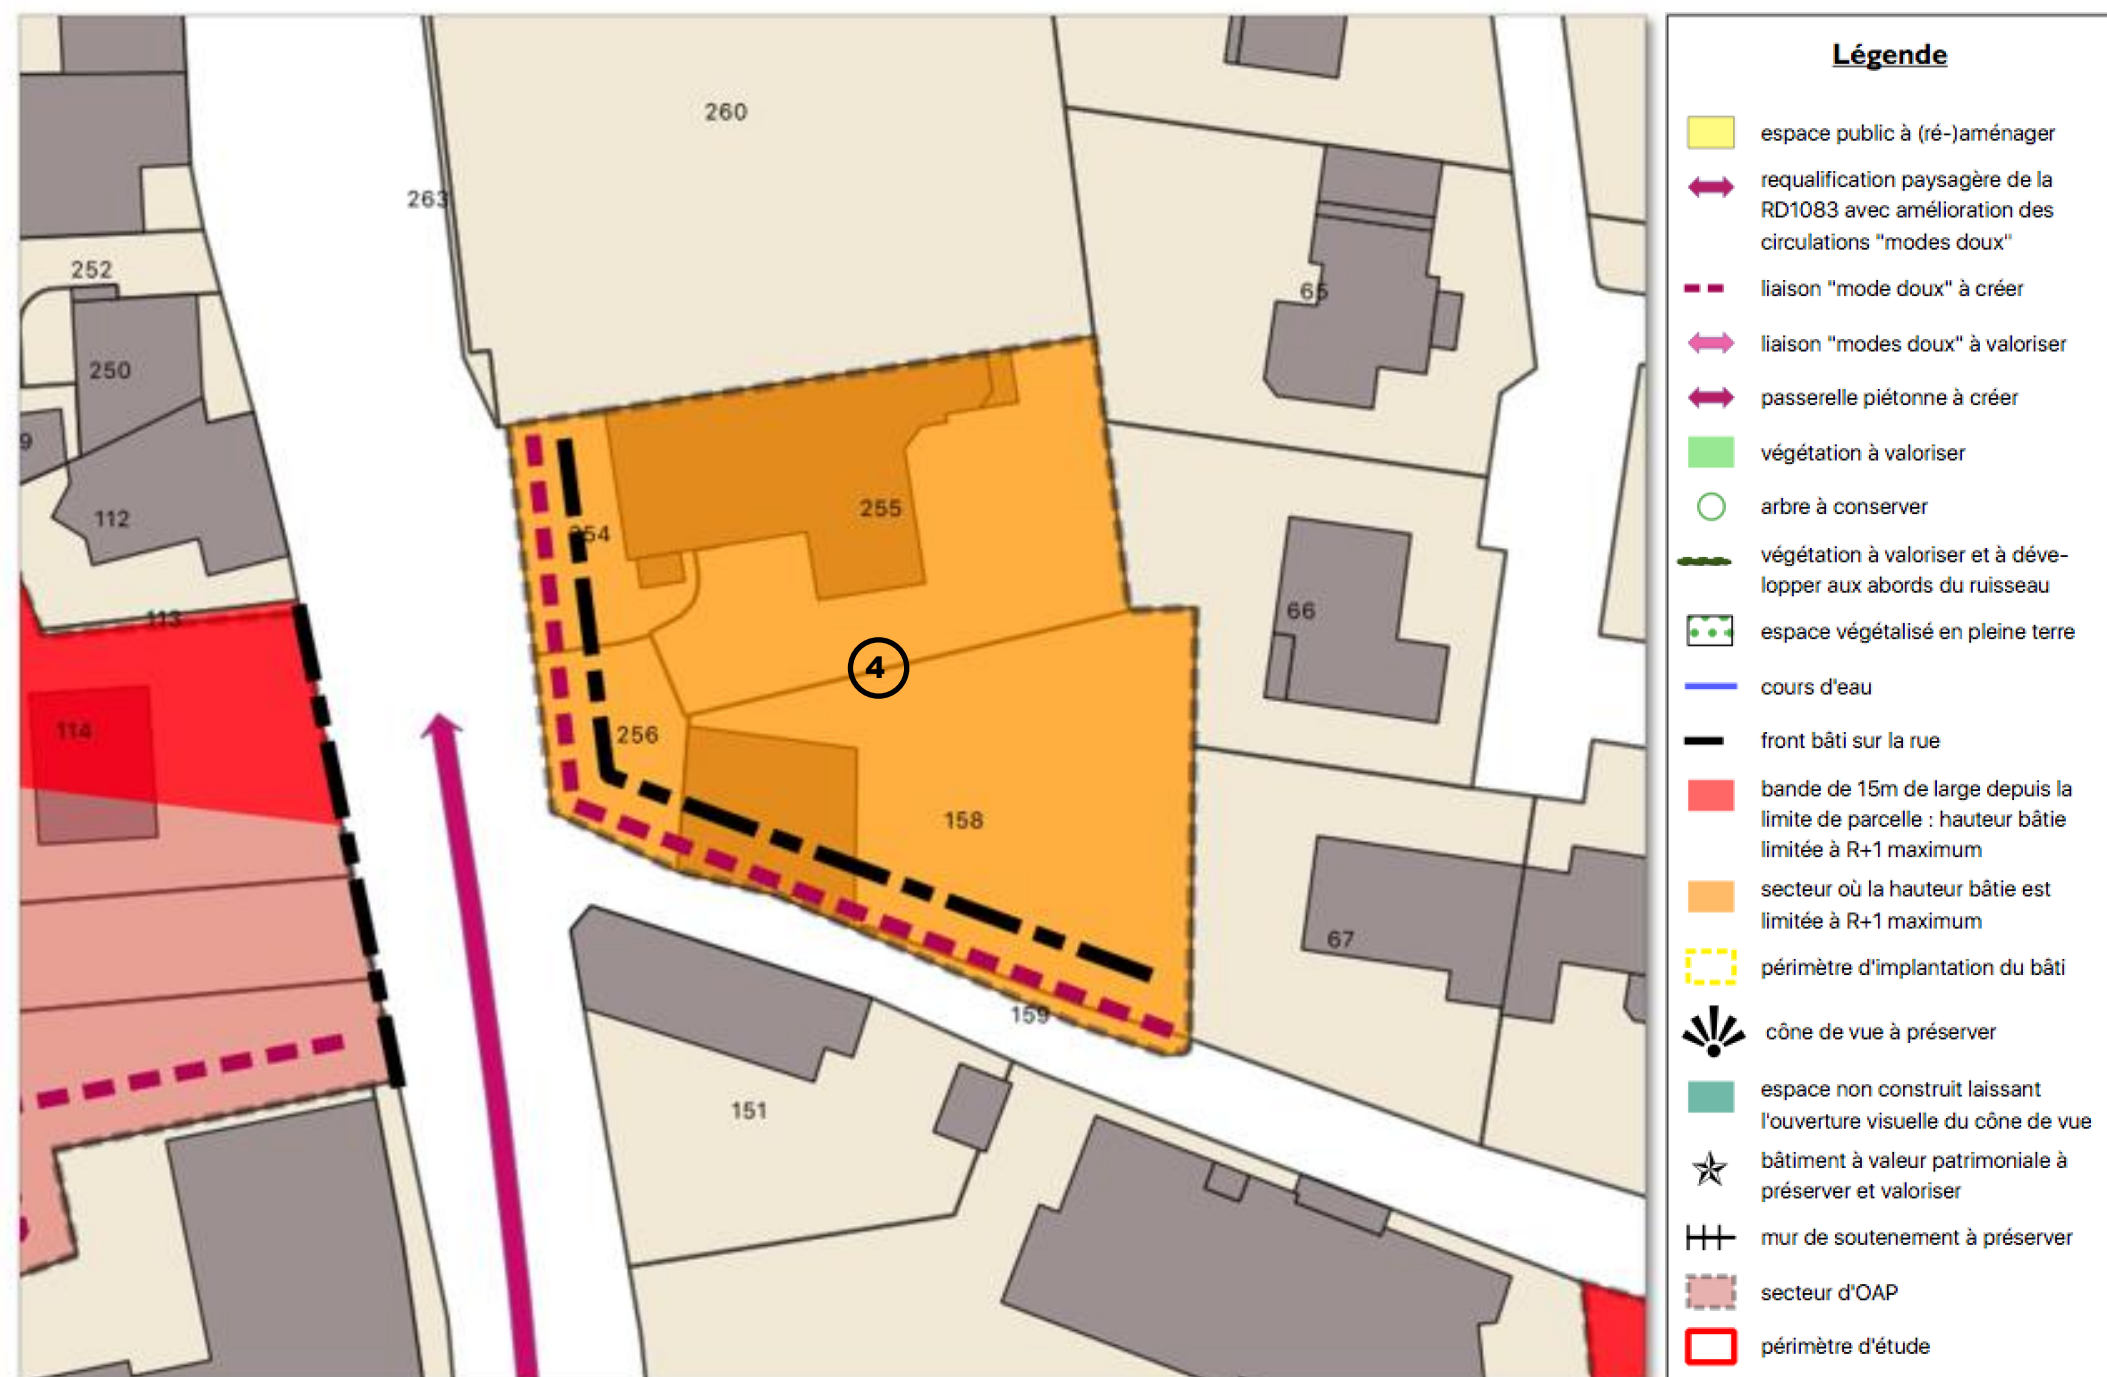 260
263
252
65
250
9
112
255
254
113
66
4
114
256
158
67
159
151
Légende
espace public à (ré-)aménager
requalification paysagère de la
RD1083 avec amélioration des
circulations "modes doux"
liaison "mode doux" à créer
liaison "modes doux" à valoriser
passerelle piétonne à créer
végétation à valoriser
arbre à conserver
végétation à valoriser et à déve-
lopper aux abords du ruisseau
espace végétalisé en pleine terre
cours d'eau
front bâti sur la rue
bande de 15m de large depuis la
limite de parcelle : hauteur bâtie
limitée à R+1 maximum
secteur où la hauteur bâtie est
limitée à R+1 maximum
périmètre d'implantation du bâti
cône de vue à préserver
espace non construit laissant
l'ouverture visuelle du cône de vue
bâtiment à valeur patrimoniale à
préserver et valoriser
mur de soutenement à préserver
secteur d'OAP
périmètre d'étude